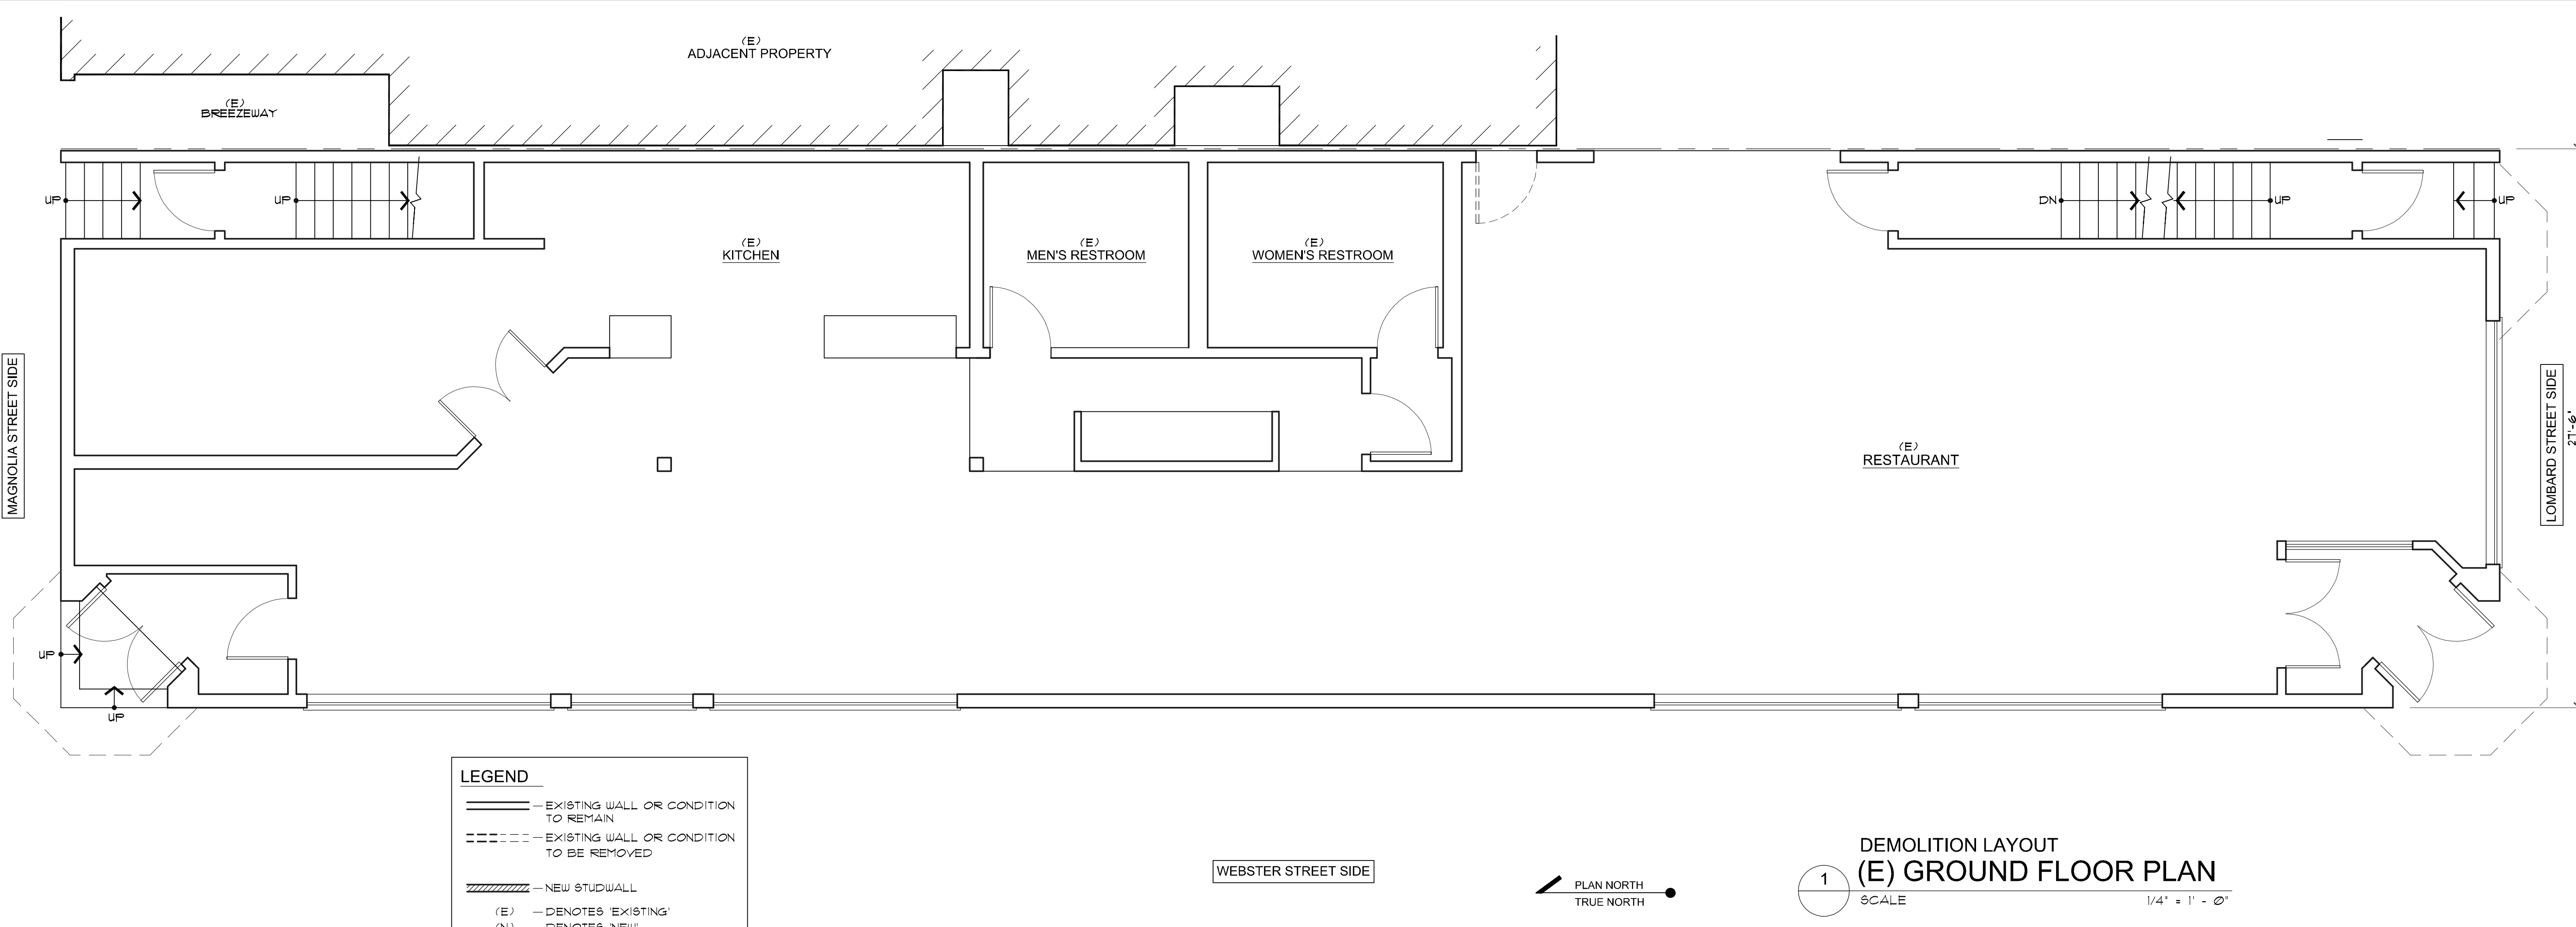 (E)
ADJACENT PROPERTY
(E)
BREEZEWAY
UP
UP
DN
UP
UP
(E)
KITCHEN
(E)
MEN'S RESTROOM
(E)
WOMEN'S RESTROOM
MAGNOLIA STREET SIDE
(E)
RESTAURANT
LOMBARD STREET SIDE
27'-6"
UP
UP
LEGEND
EXISTING WALL OR CONDITION
TO REMAIN
EXISTING WALL OR CONDITION
TO BE REMOVED
NEW STUDWALL
(E) — DENOTES 'EXISTING'
(N) — DENOTES 'NEW'
WEBSTER STREET SIDE
PLAN NORTH
TRUE NORTH
1
DEMOLITION LAYOUT
(E) GROUND FLOOR PLAN
SCALE 1/4" = 1' - 0"